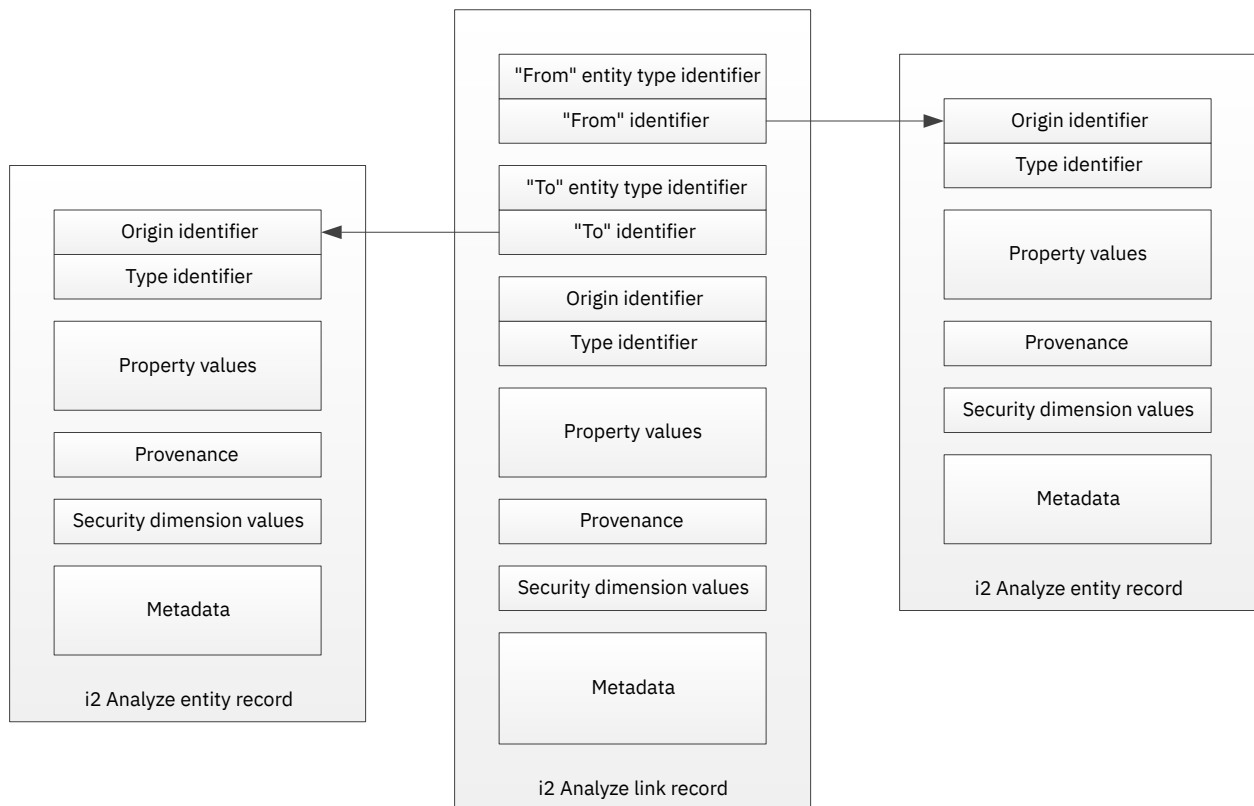 Origin identifier
Type identifier
Property values
Provenance
Security dimension values
Metadata
i2 Analyze entity record
"From" entity type identifier
"From" identifier
"To" entity type identifier
"To" identifier
Origin identifier
Type identifier
Property values
Provenance
Security dimension values
Metadata
i2 Analyze link record
Origin identifier
Type identifier
Property values
Provenance
Security dimension values
Metadata
i2 Analyze entity record